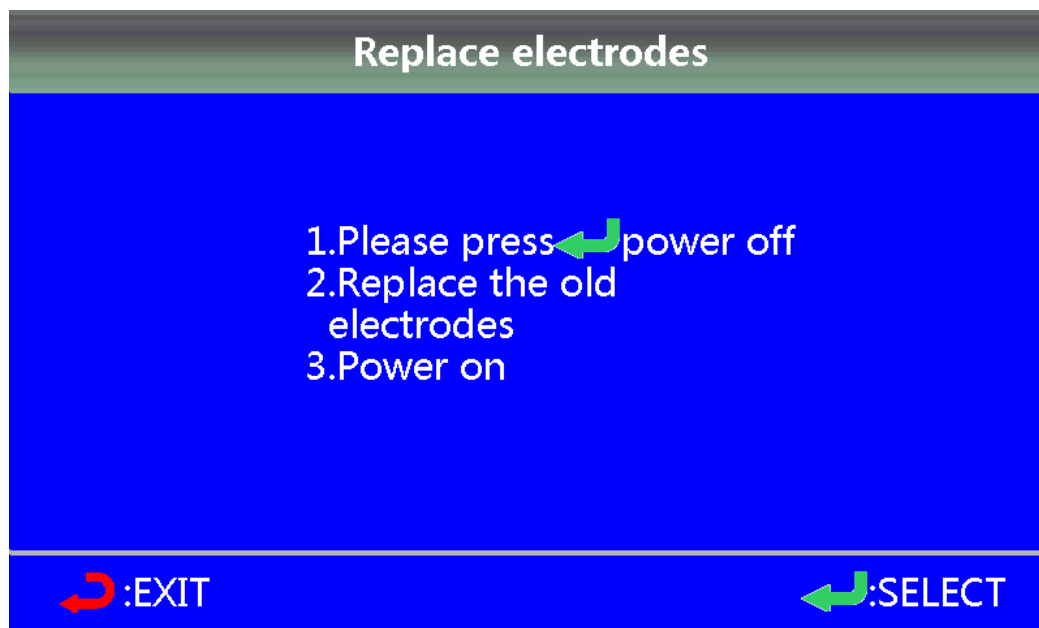 Replace electrodes
1.Please press power off
2.Replace the old
electrodes
3.Power on
:EXIT
:SELECT